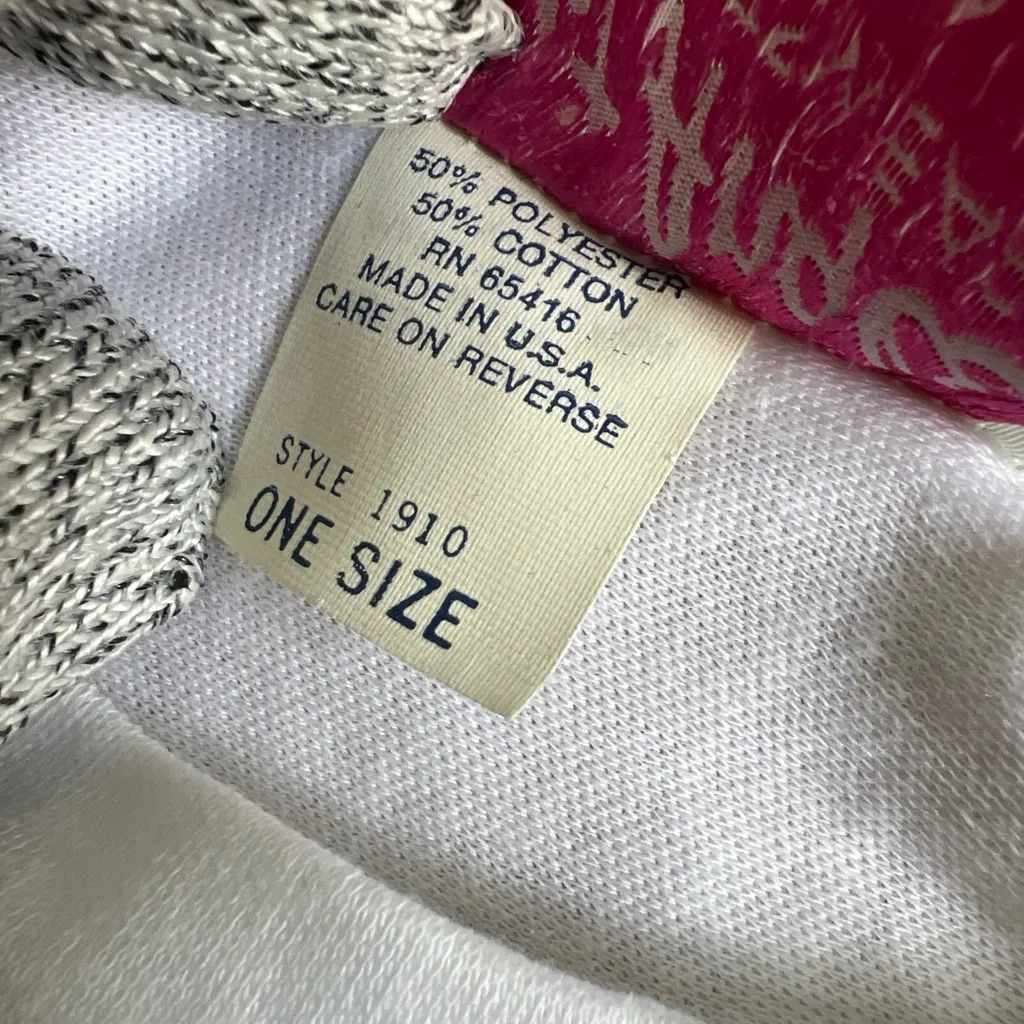 50% POLYESTER
50% COTTON
RN 65416
MADE IN U.S.A.
CARE ON REVERSE
STYLE 1910
ONE SIZE